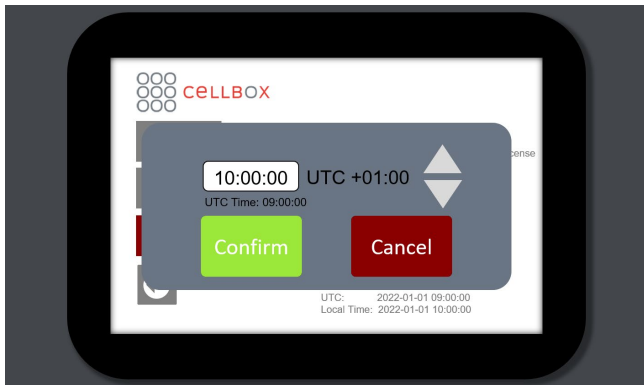 CELLBOX
cense
10:00:00 UTC +01:00
UTC Time: 09:00:00
Confirm Cancel
UTC: 2022-01-01 09:00:00
Local Time: 2022-01-01 10:00:00